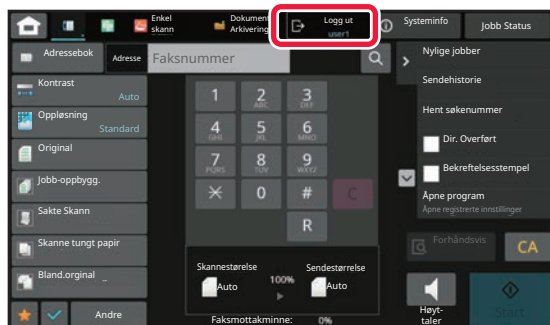 Enkel
skann
Dokument
Arkivering
Logg ut
user1
Systeminfo
Jobb Status
Adressebok
Adresse
Faksnummer
Nylige jobber
Kontrast
Auto
Sendehistorie
Oppløsning
Standard
Hent søkenummer
Original
Dir. Overført
Jobb-oppbygg.
Bekreftelsesstempel
Sakte Skann
Åpne program
Åpne registrerte innstillinger
Skanne tungt papir
Bland.orginal
Andre
1
2 ABC
3 DEF
4 GHI
5 JKL
6 MNO
7 PQRS
8 TUV
9 WXYZ
0
#
C
R
Skannestørelse
Auto
100%
Sendestørrelse
Auto
Faksmottakminne: 0%
Forhåndsvis
CA
Høyt-
taler
Start